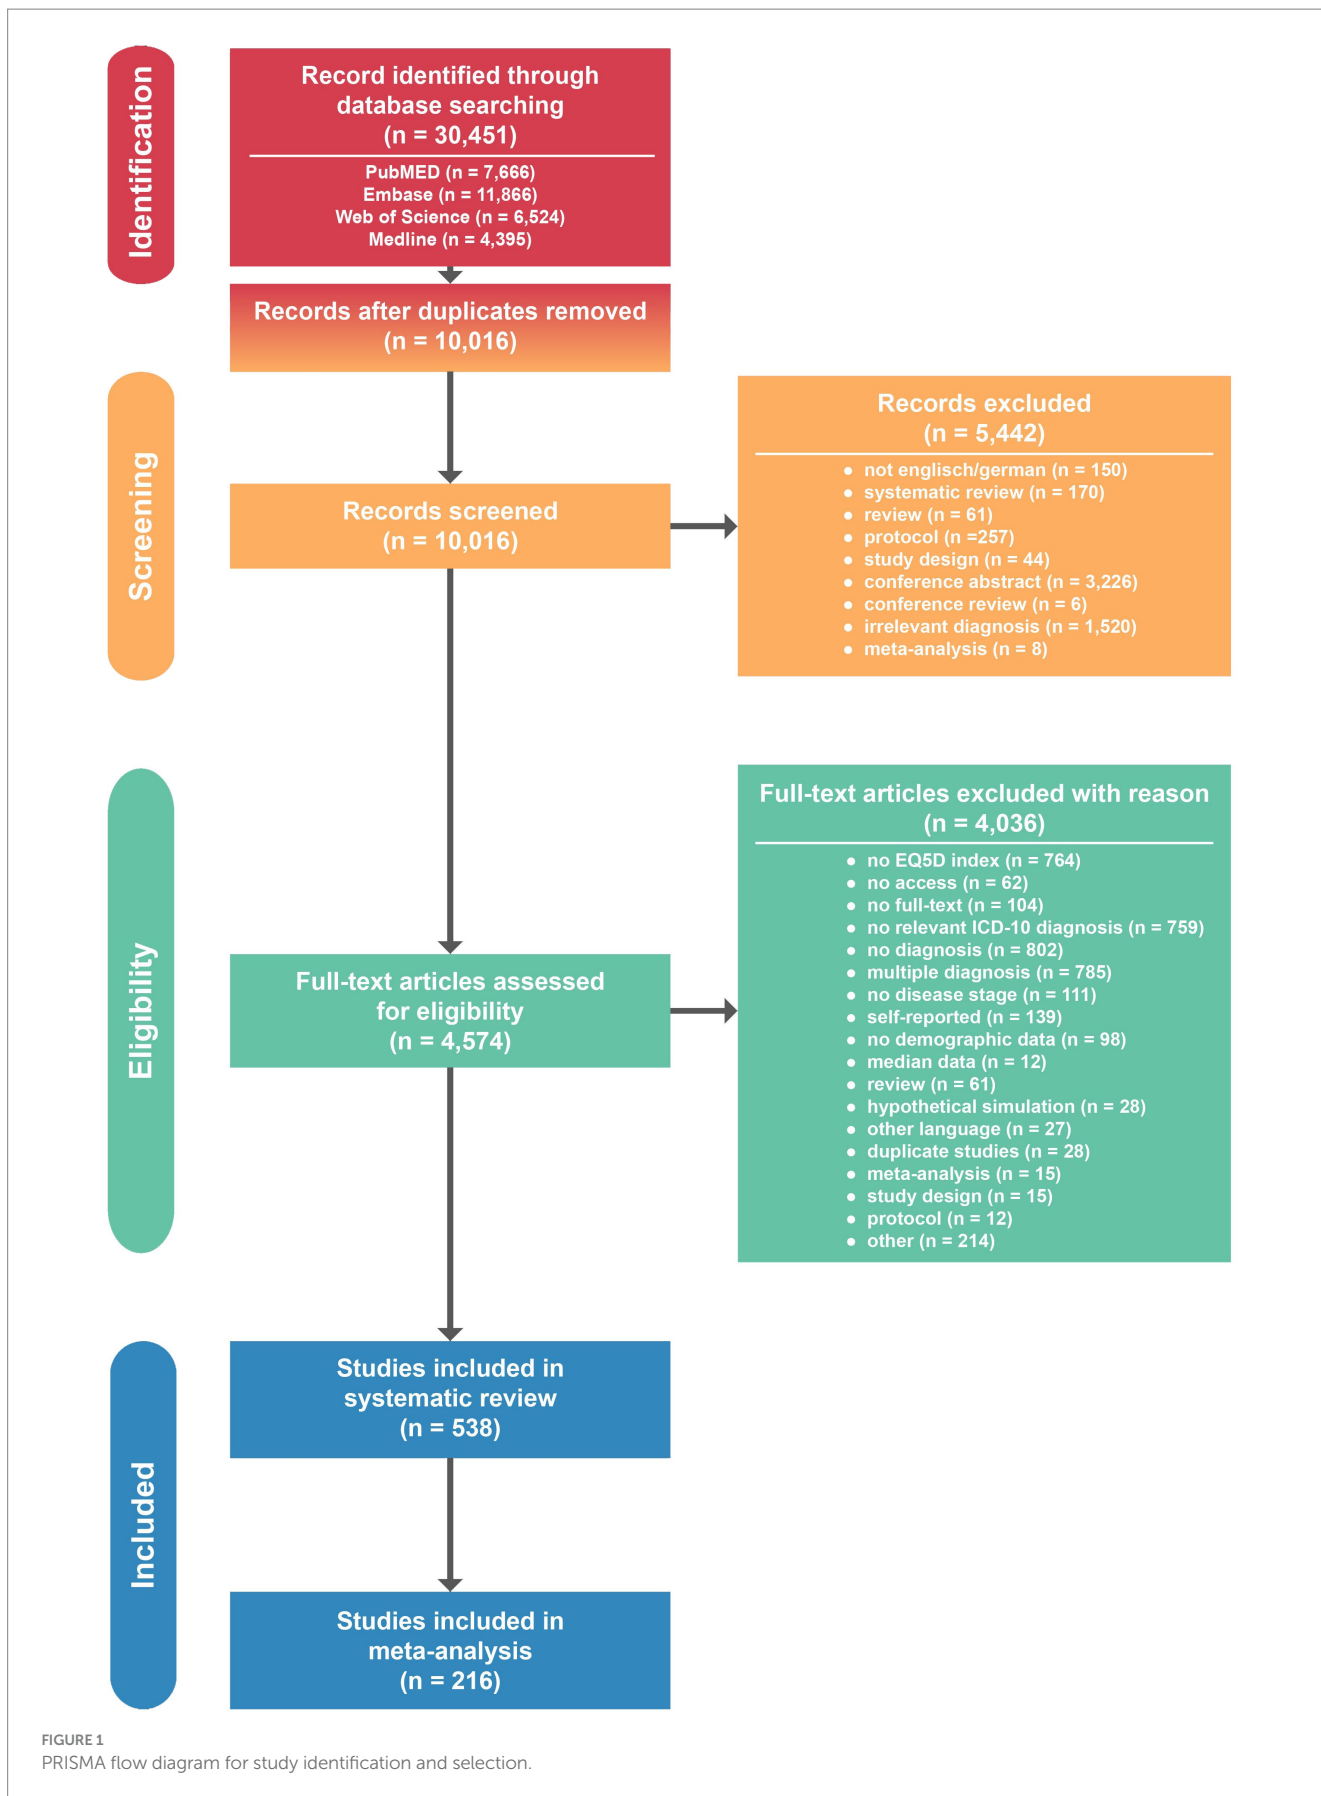 Identification
Record identified through
database searching
(n = 30,451)
PubMED (n = 7,666)
Embase (n = 11,866)
Web of Science (n = 6,524)
Medline (n = 4,395)
Records after duplicates removed
(n = 10,016)
Screening
Records screened
(n = 10,016)
Records excluded
(n = 5,442)
● not englisch/german (n = 150)
● systematic review (n = 170)
● review (n = 61)
● protocol (n =257)
● study design (n = 44)
● conference abstract (n = 3,226)
● conference review (n = 6)
● irrelevant diagnosis (n = 1,520)
● meta-analysis (n = 8)
Eligibility
Full-text articles assessed
for eligibility
(n = 4,574)
Full-text articles excluded with reason
(n = 4,036)
● no EQ5D index (n = 764)
● no access (n = 62)
● no full-text (n = 104)
● no relevant ICD-10 diagnosis (n = 759)
● no diagnosis (n = 802)
● multiple diagnosis (n = 785)
● no disease stage (n = 111)
● self-reported (n = 139)
● no demographic data (n = 98)
● median data (n = 12)
● review (n = 61)
● hypothetical simulation (n = 28)
● other language (n = 27)
● duplicate studies (n = 28)
● meta-analysis (n = 15)
● study design (n = 15)
● protocol (n = 12)
● other (n = 214)
Included
Studies included in
systematic review
(n = 538)
Studies included in
meta-analysis
(n = 216)
FIGURE 1
PRISMA flow diagram for study identification and selection.